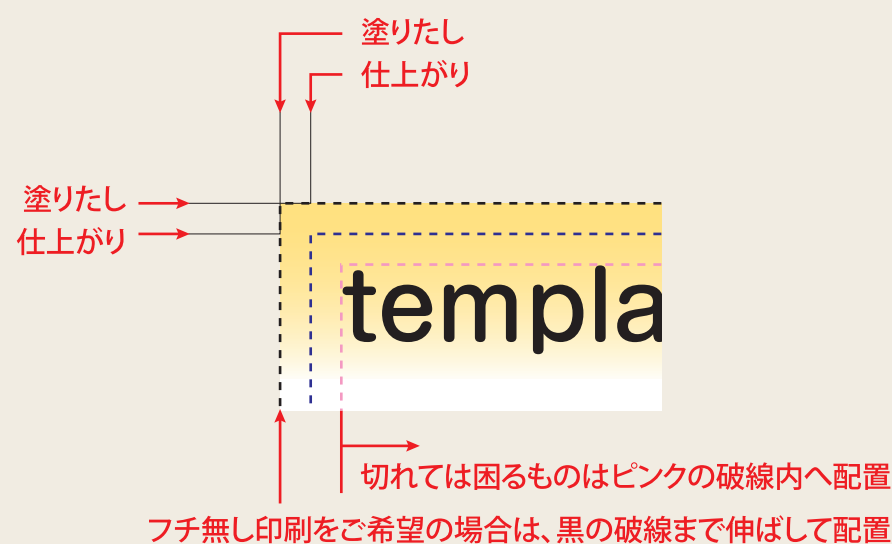 塗りたし
仕上がり
塗りたし
仕上がり
templa
切れては困るものはピンクの破線内へ配置
フチ無し印刷をご希望の場合は、黒の破線まで伸ばして配置